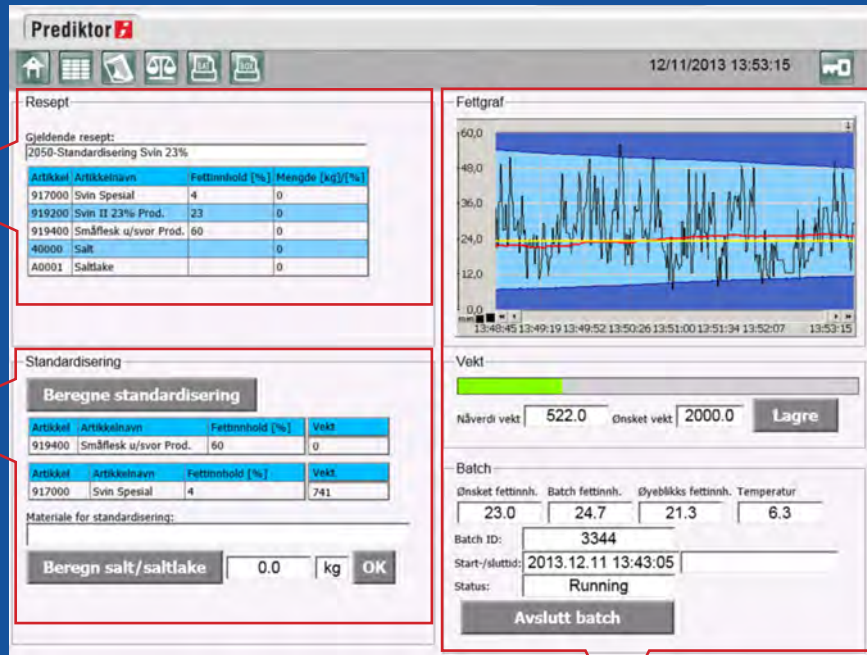 Prediktor
12/11/2013 13:53:15
Resept
Gjeldende resept:
2050-Standardisering Svin 23%
Artikkel Artikkelnavn Fettinnhold [%] Mengde [kg]/[%]
917000 Svin Spesial 4 0
919200 Svin II 23% Prod. 23 0
919400 Småflesk u/svor Prod. 60 0
40000 Salt 0
A0001 Saltlake 0
Standardisering
Beregne standardisering
Artikkel Artikkelnavn Fettinnhold [%] Vekt
919400 Småflesk u/svor Prod. 60 0
Artikkel Artikkelnavn Fettinnhold [%] Vekt
917000 Svin Spesial 4 741
Materiale for standardisering:
Beregn salt/saltlake 0.0 kg OK
Fettgraf
60,0
48,0
36,0
24,0
12,0
0,0
13:48:45 13:49:19 13:49:52 13:50:26 13:51:00 13:51:34 13:52:07 13:53:15
Vekt
Nåverdi vekt 522.0 Ønsket vekt 2000.0 Lagre
Batch
Ønsket fettinnh. Batch fettinnh. Øyeblikks fettinnh. Temperatur
23.0 24.7 21.3 6.3
Batch ID: 3344
Start-/sluttid: 2013.12.11 13:43:05
Status: Running
Avslutt batch